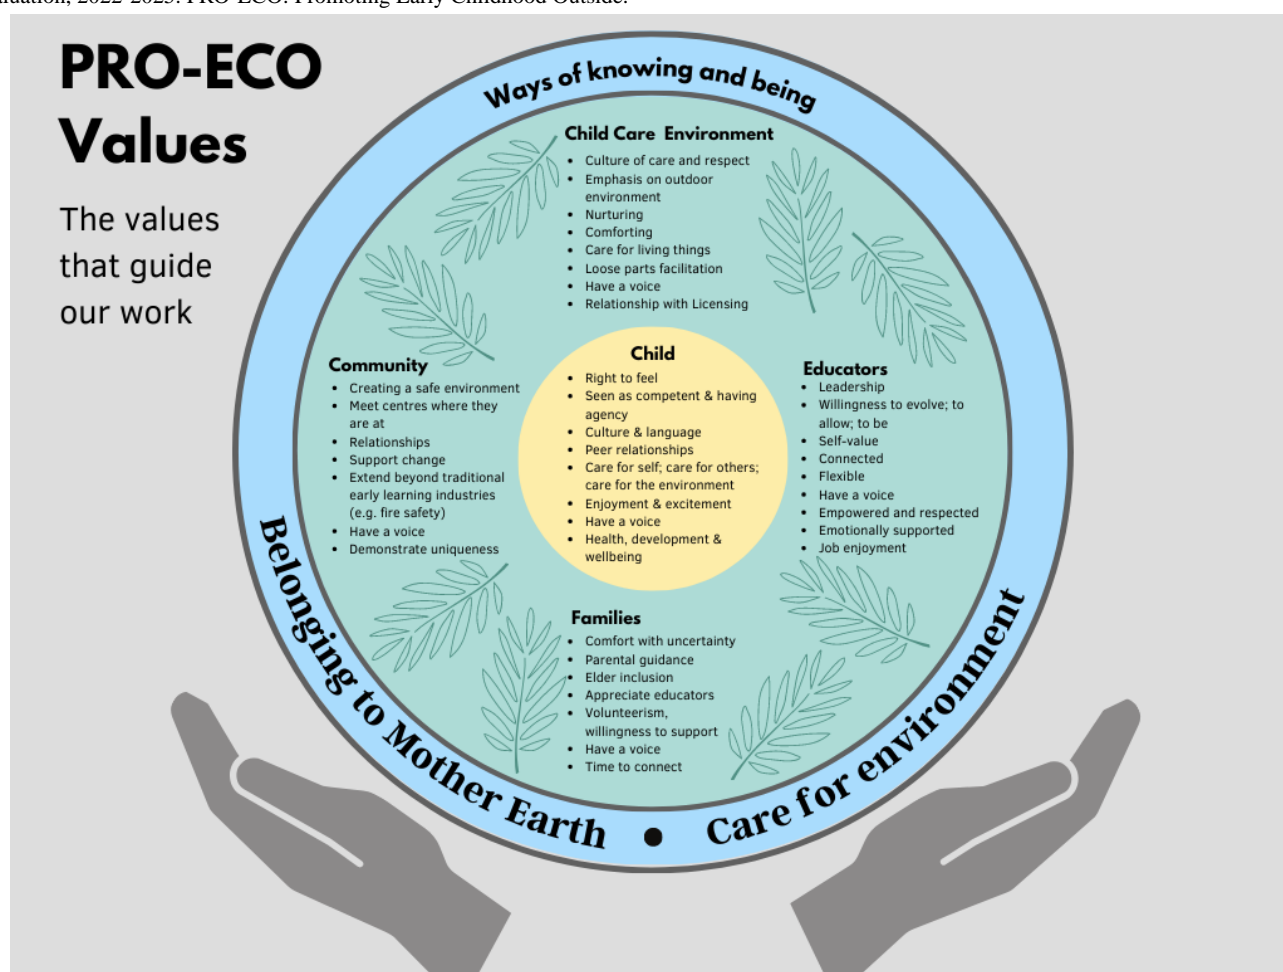 2022-2023. PRO-ECO: Promoting Early Childhood Outside.
PRO-ECO
Values
The values
that guide
our work
Ways of knowing and being
Child Care Environment
• Culture of care and respect
• Emphasis on outdoor
environment
• Nurturing
• Comforting
• Care for living things
• Loose parts facilitation
• Have a voice
• Relationship with Licensing
Community
• Creating a safe environment
• Meet centres where they
are at
• Relationships
• Support change
• Extend beyond traditional
early learning industries
(e.g. fire safety)
• Have a voice
• Demonstrate uniqueness
Child
• Right to feel
• Seen as competent & having
agency
• Culture & language
• Peer relationships
• Care for self; care for others;
care for the environment
• Enjoyment & excitement
• Have a voice
• Health, development &
wellbeing
Educators
• Leadership
• Willingness to evolve; to
allow; to be
• Self-value
• Connected
• Flexible
• Have a voice
• Empowered and respected
• Emotionally supported
• Job enjoyment
Families
• Comfort with uncertainty
• Parental guidance
• Elder inclusion
• Appreciate educators
• Volunteerism,
willingness to support
• Have a voice
• Time to connect
Belonging to Mother Earth • Care for environment